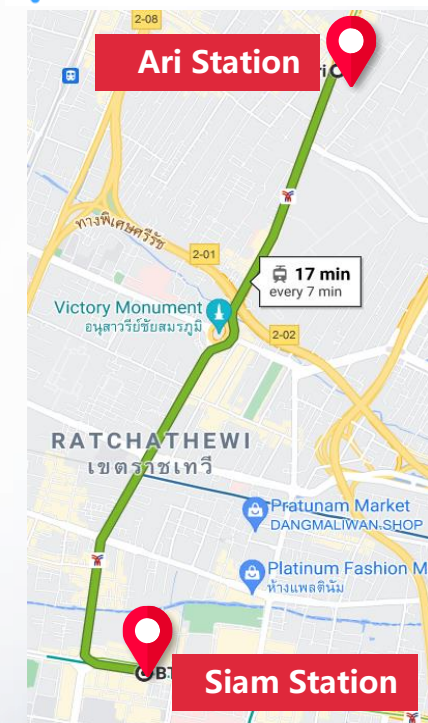 2-08
Ari Station
ri
ทางพิเศษศรีรัช
2-01
17 min
every 7 min
Victory Monument
อนุสาวรีย์ชัยสมรภูมิ
2-02
RATCHATHEWI
เขตราชเทวี
Pratunam Market
DANGMALIWAN.SHOP
Platinum Fashion M
ห้างแพลตินัม
BT
Siam Station